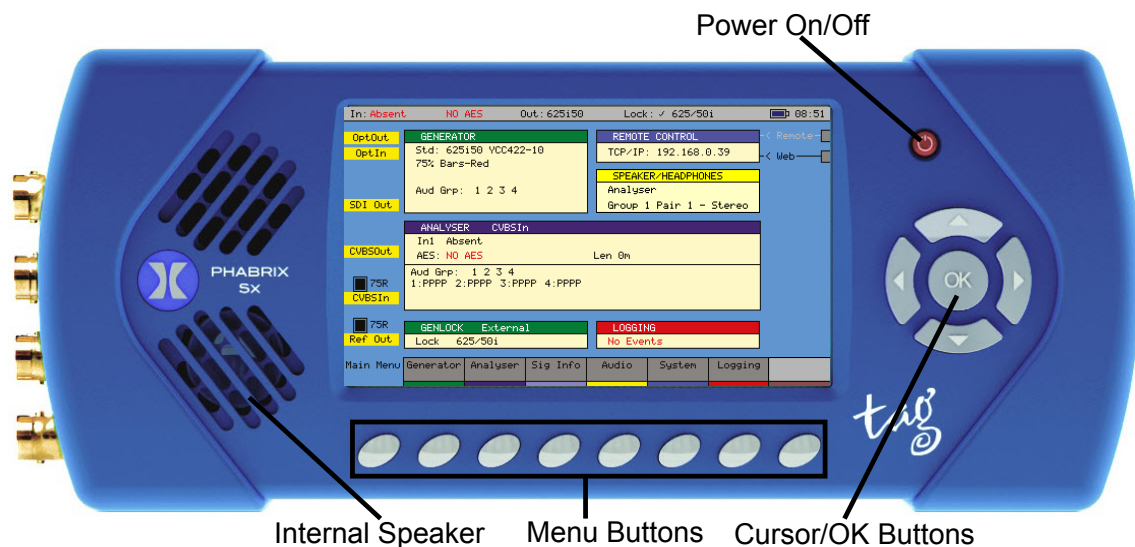 Power On/Off
In: Absent NO AES Out:625i50 Lock: ✓ 625/50i 08:51
OptOut
OptIn
SDI Out
CVBSOut
75R
CVBSIn
75R
Ref Out
GENERATOR
Std: 625i50 YCC422-10
75% Bars-Red
Aud Grp: 1 2 3 4
REMOTE CONTROL
TCP/IP: 192.168.0.39
< Remote
< Web
SPEAKER/HEADPHONES
Analyser
Group 1 Pair 1 - Stereo
ANALYSER CVBSIn
In1 Absent
AES: NO AES Len 0m
Aud Grp: 1 2 3 4
1:PPPP 2:PPPP 3:PPPP 4:PPPP
GENLOCK External
Lock 625/50i
LOGGING
No Events
Main Menu Generator Analyser Sig Info Audio System Logging
PHABRIX
Sx
OK
tag
Internal Speaker
Menu Buttons
Cursor/OK Buttons